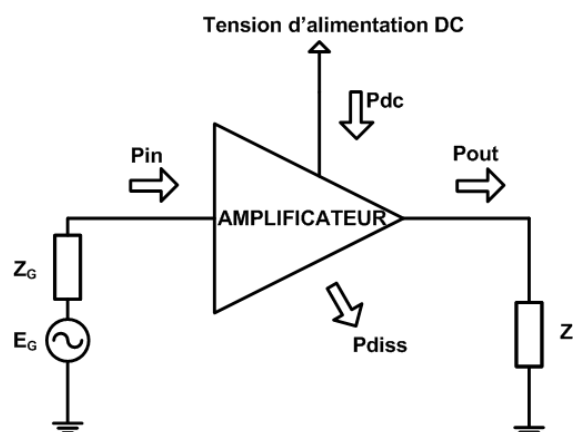 Tension d'alimentation DC
Pdc
Pin
Pout
AMPLIFICATEUR
Z_G
E_G
Pdiss
Z